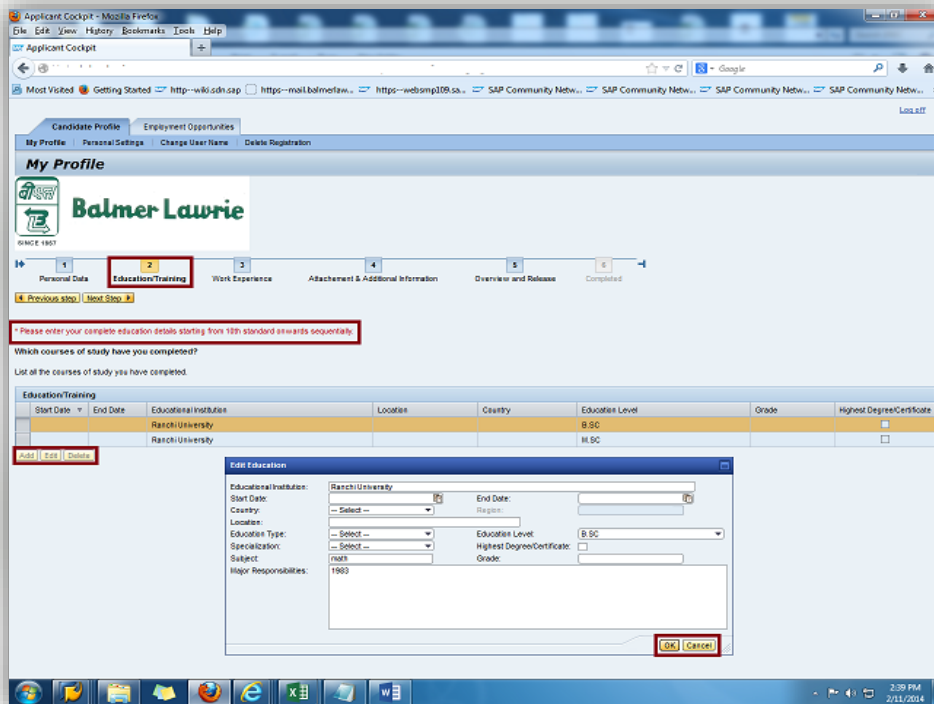 Applicant Cockpit - Mozilla Firefox
File Edit View History Bookmarks Tools Help
Applicant Cockpit +
Google
Most Visited Getting Started http--wiki.sdn.sap https--mail.balmerlaw... https--websmp109.sa... SAP Community Netw... SAP Community Netw... SAP Community Netw... SAP Community Netw...
Log off
Candidate Profile Employment Opportunities
My Profile Personal Settings Change User Name Delete Registration
My Profile
Balmer Lawrie
SINCE 1867
1 2 3 4 5 6
Personal Data Education/Training Work Experience Attachement & Additional Information Overview and Release Completed
Previous step Next Step
* Please enter your complete education details starting from 10th standard onwards sequentially.
Which courses of study have you completed?
List all the courses of study you have completed.
Education/Training
Start Date End Date Educational Institution Location Country Education Level Grade Highest Degree/Certificate
Ranchi University B.SC
Ranchi University M.SC
Add Edit Delete
Edit Education
Educational Institution: Ranchi University
Start Date: End Date:
Country: -- Select -- Region:
Location:
Education Type: -- Select -- Education Level: B.SC
Specialization: -- Select -- Highest Degree/Certificate:
Subject: math Grade:
Major Responsibilities: 1983
OK Cancel
2:39 PM
2/11/2014